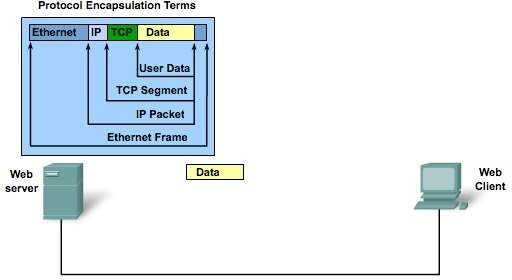 Protocol Encapsulation Terms
Ethernet IP TCP Data
User Data
TCP Segment
IP Packet
Ethernet Frame
Web
server
Data
Web
Client